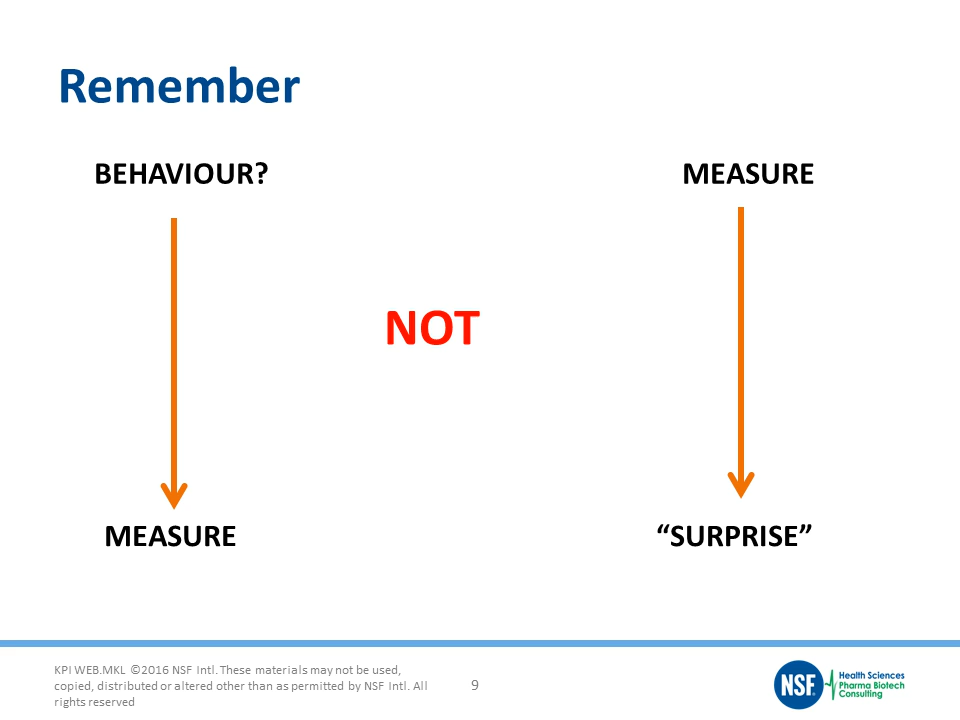 Remember
BEHAVIOUR?
MEASURE
NOT
MEASURE
“SURPRISE”
KPI WEB.MKL ©2016 NSF Intl. These materials may not be used,
copied, distributed or altered other than as permitted by NSF Intl. All
rights reserved
9
NSF
Health Sciences
Pharma Biotech
Consulting